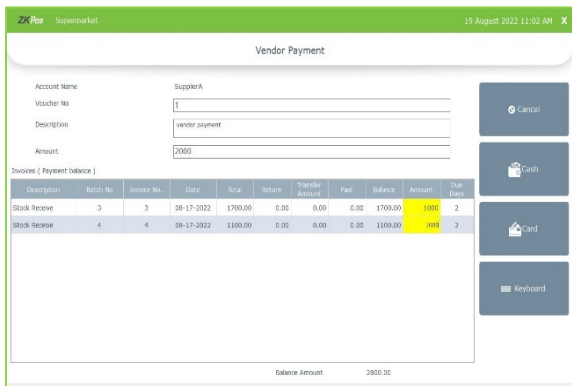 ZKPos Supermarket 19 August 2022 11:02 AM X
Vendor Payment
Account Name SupplierA
Voucher No 1
Description vander payment
Amount 2000
Cancel
Cash
Card
Keyboard
Invoices ( Payment balance )
Description Batch No Invoice No. Date Total Return Transfer Amount Paid Balance Amount Due Days
Stock Receive 3 3 08-17-2022 1700.00 0.00 0.00 0.00 1700.00 1000 2
Stock Receive 4 4 08-17-2022 1100.00 0.00 0.00 0.00 1100.00 1000 2
Balance Amount 2800.00